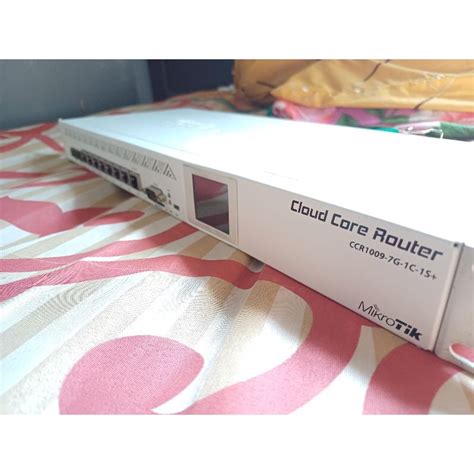 Cloud Core Router
CCR1009-7G-1C-1S+
MikroTik